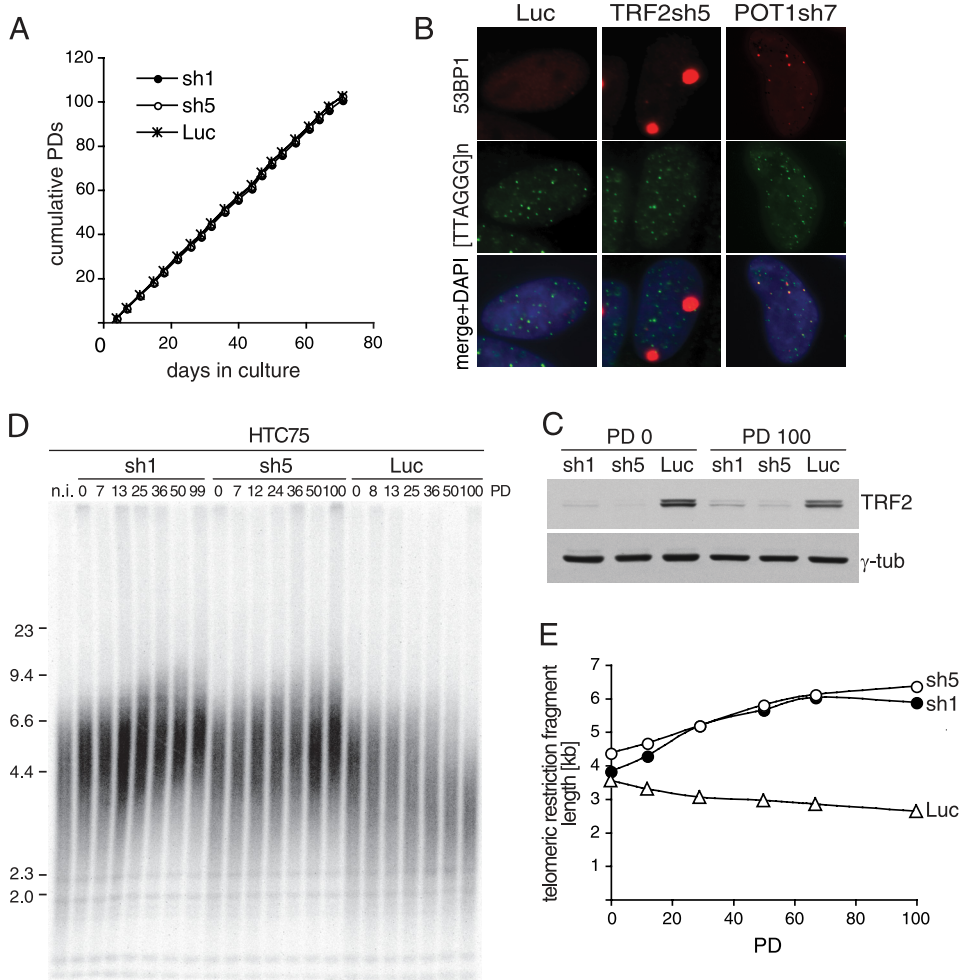 A
120
100
80
60
40
20
0
20
40
60
80
cumulative PDs
days in culture
sh1
sh5
Luc
B
Luc TRF2sh5 POT1sh7
53BP1
[TTAGGG]n
merge+DAPI
D
HTC75
sh1 sh5 Luc
n.i. 0 7 13 25 36 50 99 0 7 12 24 36 50 100 0 8 13 25 36 50 100 PD
23
9.4
6.6
4.4
2.3
2.0
C
PD 0 PD 100
sh1 sh5 Luc sh1 sh5 Luc
TRF2
γ-tub
E
telomeric restriction fragment
length [kb]
7
6
5
4
3
2
1
0 20 40 60 80 100
PD
sh5
sh1
Luc